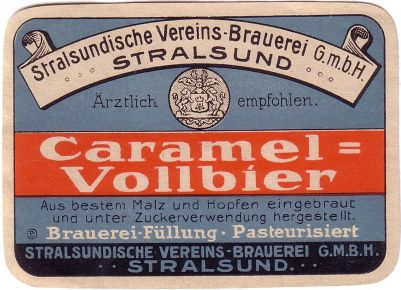 Stralsundische Vereins-Brauerei G.m.b.H.
... STRALSUND ...
Ärztlich empfohlen.
Caramel=
Vollbier
Aus bestem Malz und Hopfen eingebraut
und unter Zuckerverwendung hergestellt.
℗ Brauerei-Füllung · Pasteurisiert
STRALSUNDISCHE VEREINS-BRAUEREI G.M.B.H.
·· STRALSUND ··